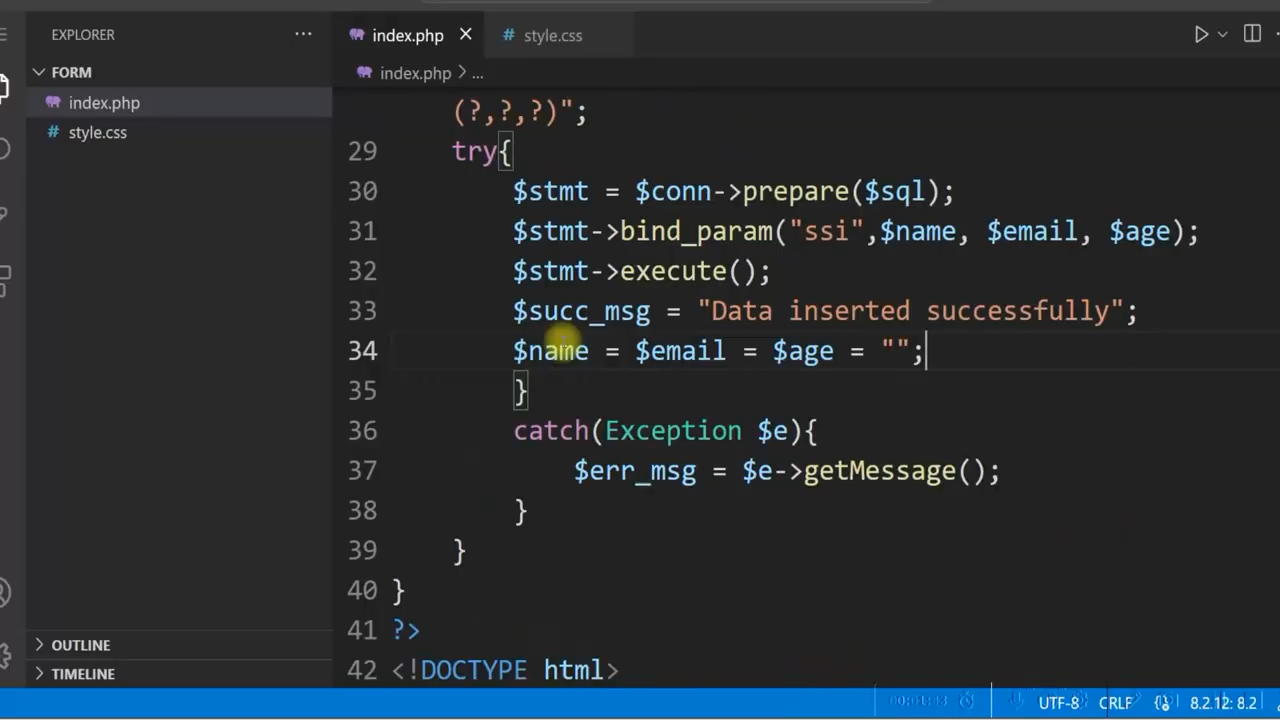 EXPLORER
...
index.php
style.css
FORM
index.php > ...
index.php
style.css
(?,?,?)";
29 try{
30 $stmt = $conn->prepare($sql);
31 $stmt->bind_param("ssi",$name, $email, $age);
32 $stmt->execute();
33 $succ_msg = "Data inserted successfully";
34 $name = $email = $age = "";
35 }
36 catch(Exception $e){
37 $err_msg = $e->getMessage();
38 }
39 }
40 }
41 ?>
42 <!DOCTYPE html>
OUTLINE
TIMELINE
UTF-8 CRLF 8.2.12: 8.2